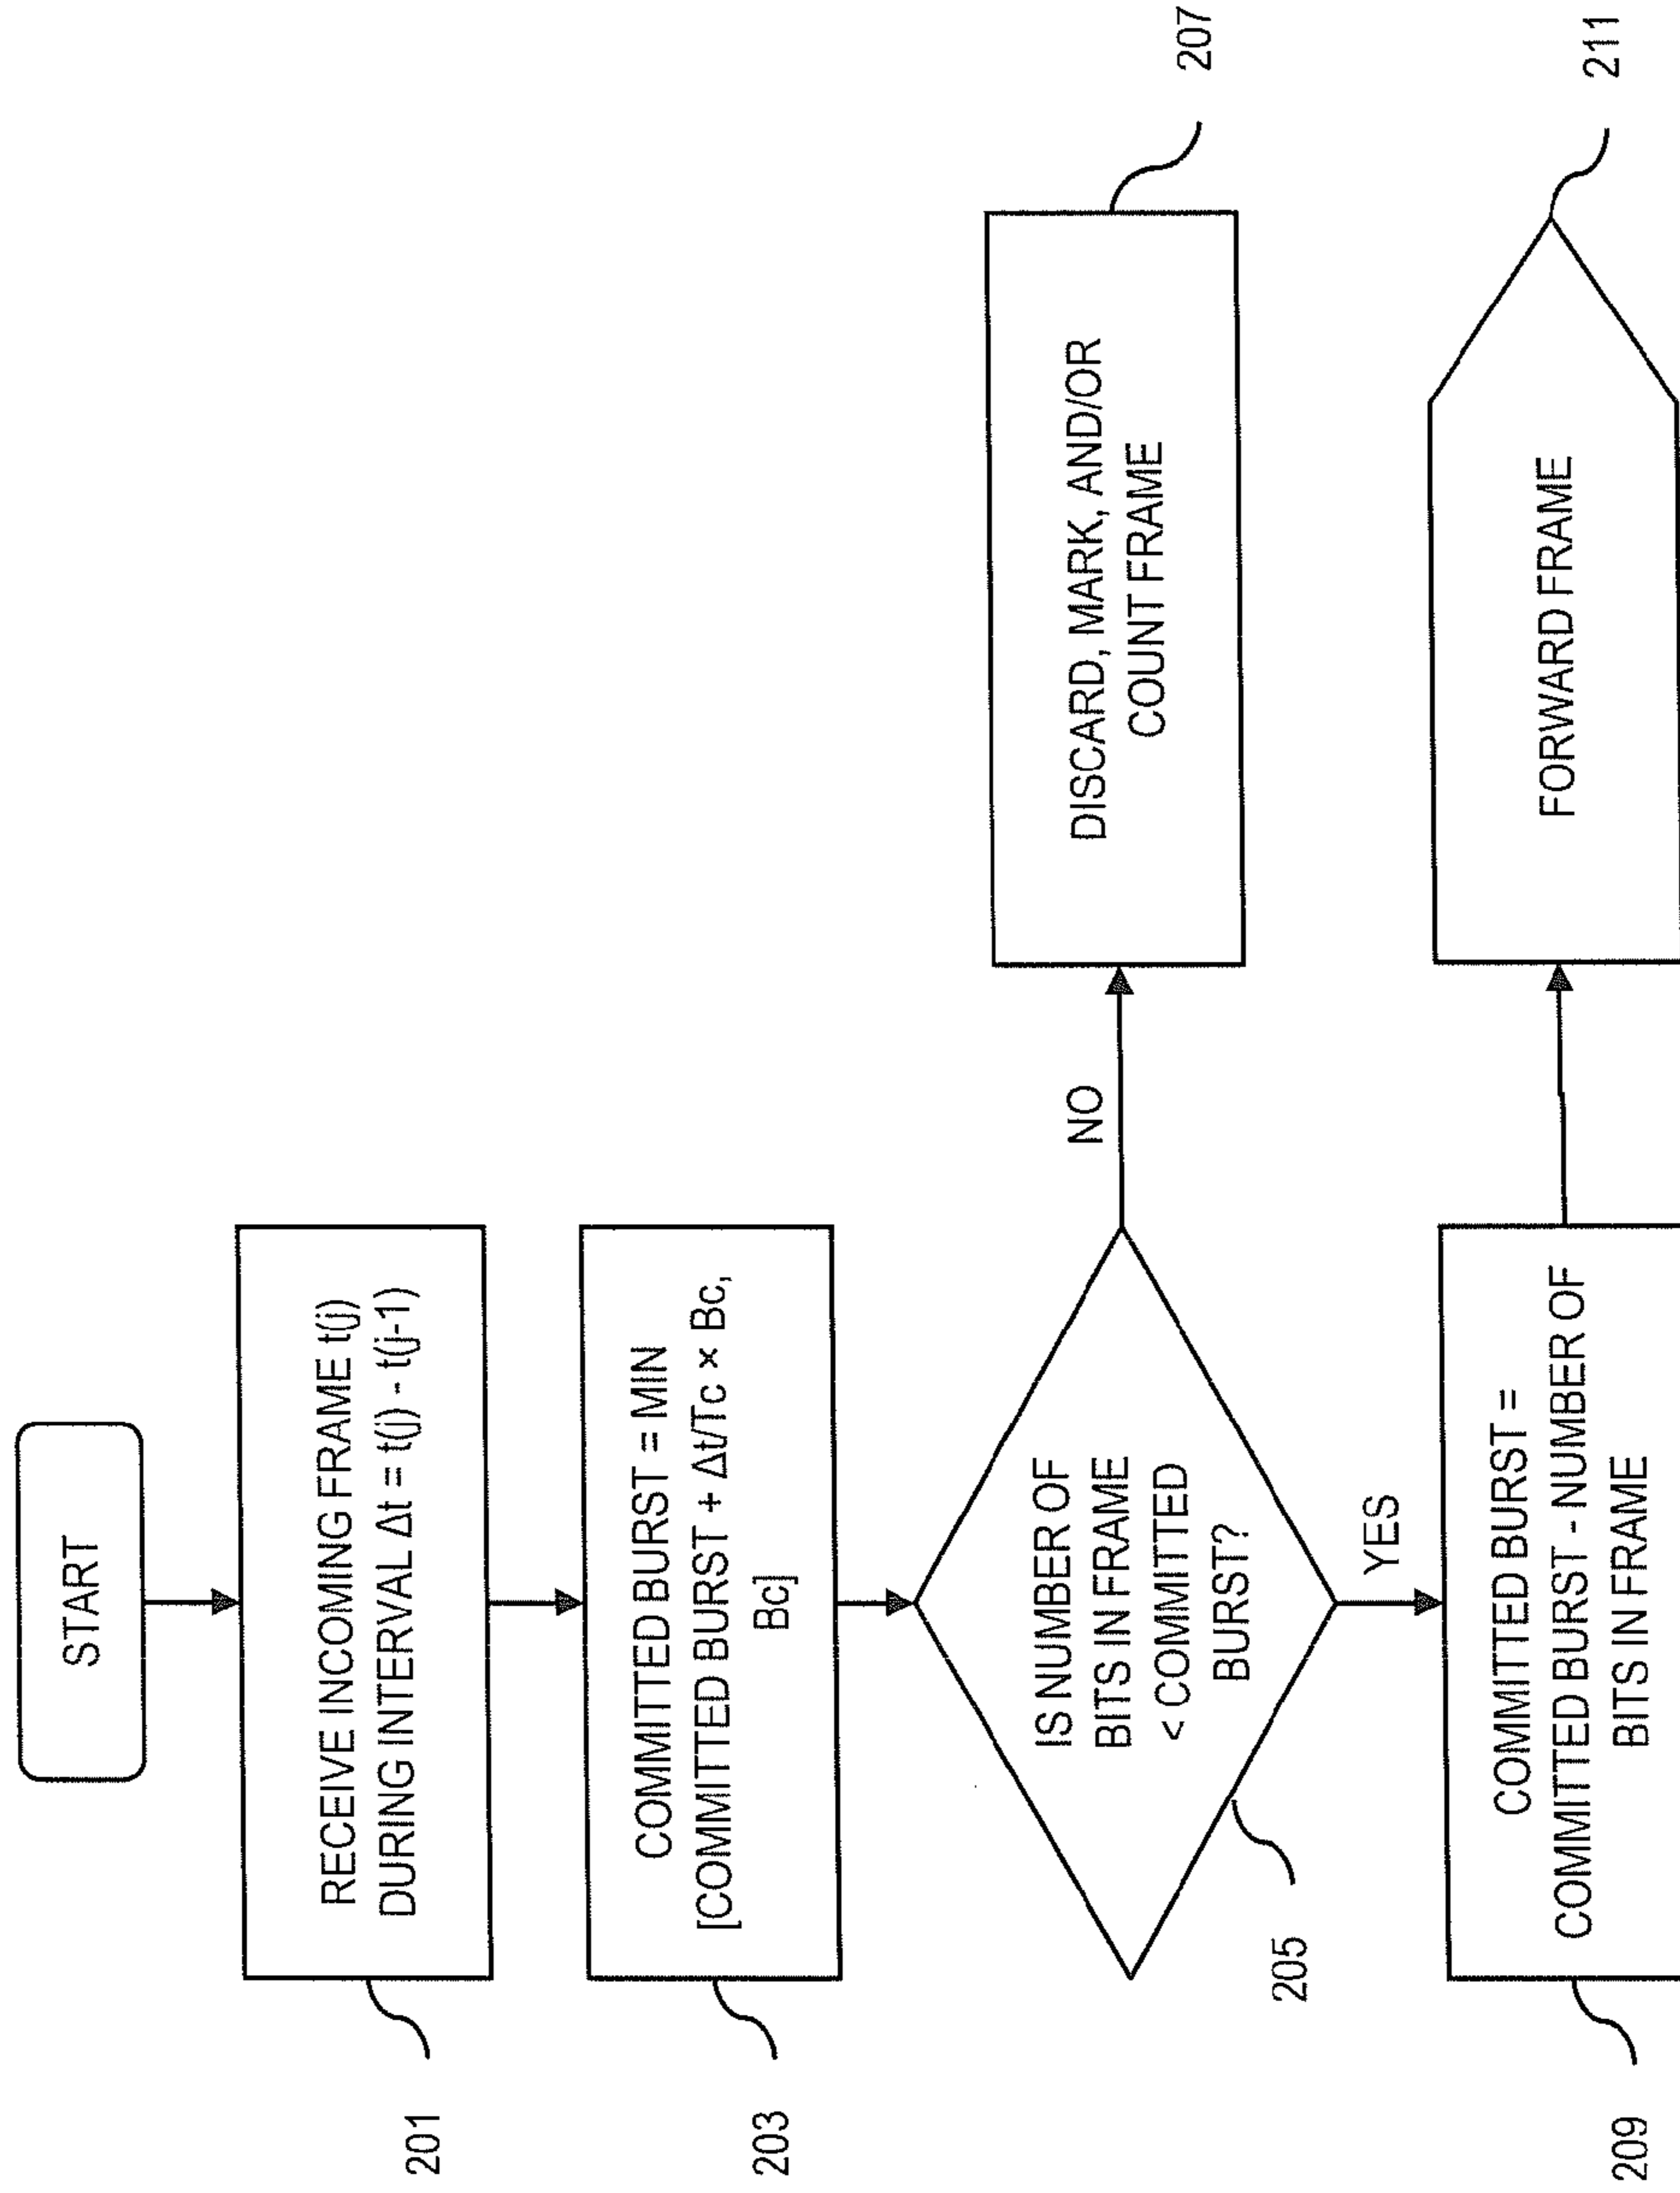 START
RECEIVE INCOMING FRAME t(j)
DURING INTERVAL Δt = t(j) - t(j-1)
201
COMMITTED BURST = MIN
[COMMITTED BURST + Δt/Tc × Bc,
Bc]
203
IS NUMBER OF
BITS IN FRAME
< COMMITTED
BURST?
205
NO
DISCARD, MARK, AND/OR
COUNT FRAME
207
YES
COMMITTED BURST =
COMMITTED BURST - NUMBER OF
BITS IN FRAME
209
FORWARD FRAME
211